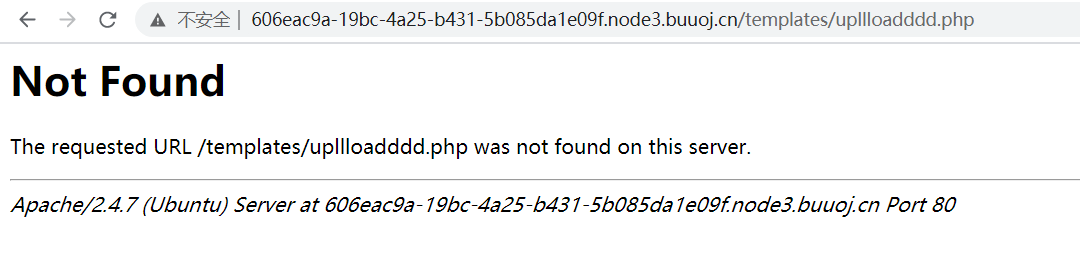 不安全 | 606eac9a-19bc-4a25-b431-5b085da1e09f.node3.buuoj.cn/templates/upllloadddd.php
Not Found
The requested URL /templates/upllloadddd.php was not found on this server.
Apache/2.4.7 (Ubuntu) Server at 606eac9a-19bc-4a25-b431-5b085da1e09f.node3.buuoj.cn Port 80